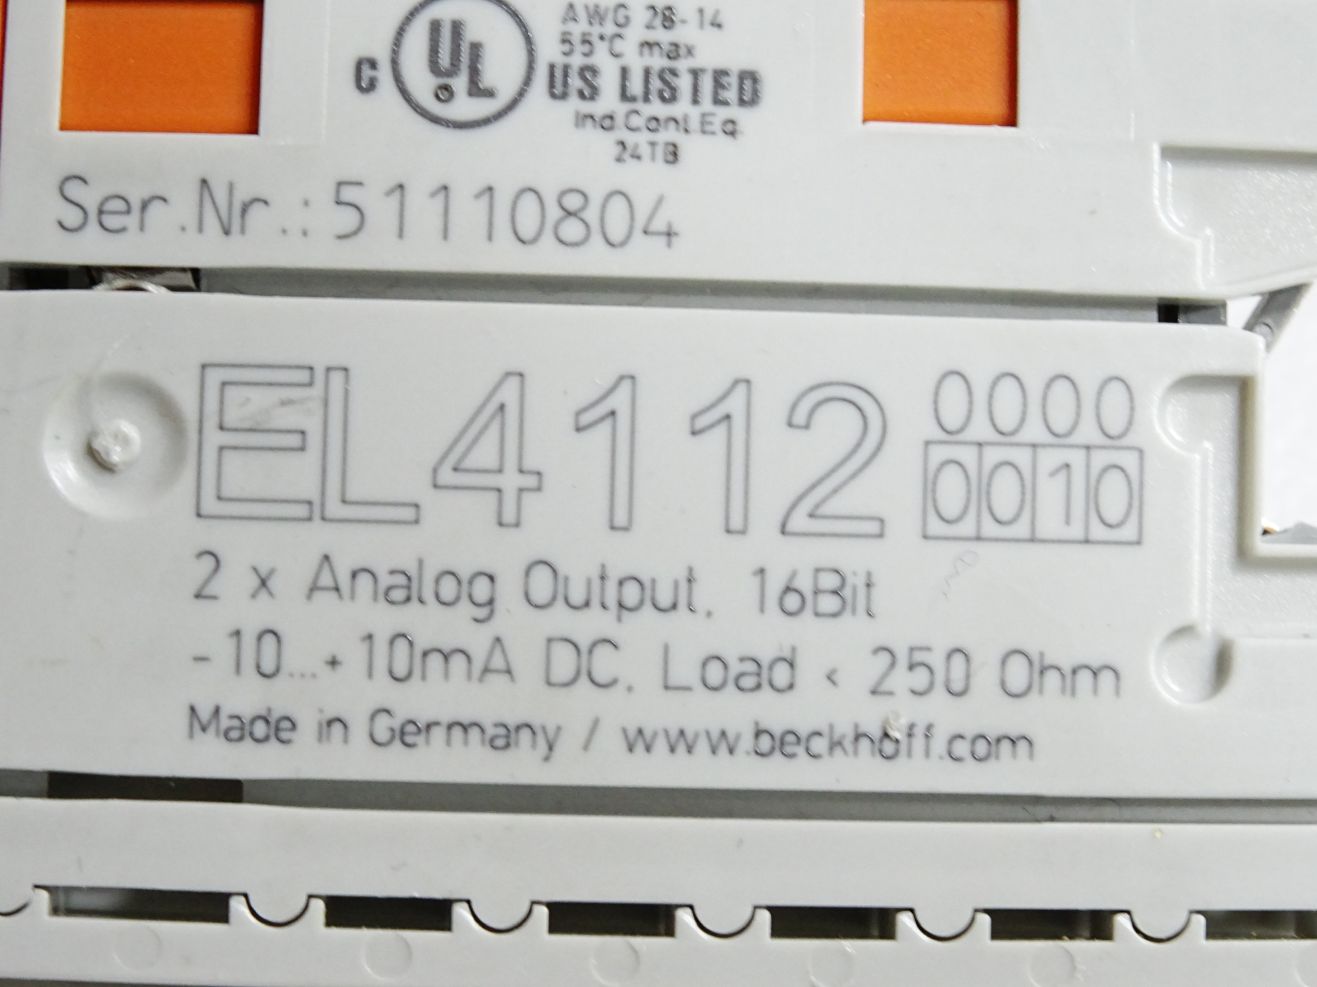 AWG 28-14
55°C max
C UL US LISTED
Ind.Cont.Eq.
24TB
Ser.Nr.:51110804
EL4112 0000
0010
2 x Analog Output, 16Bit
-10...+10mA DC, Load < 250 Ohm
Made in Germany / www.beckhoff.com